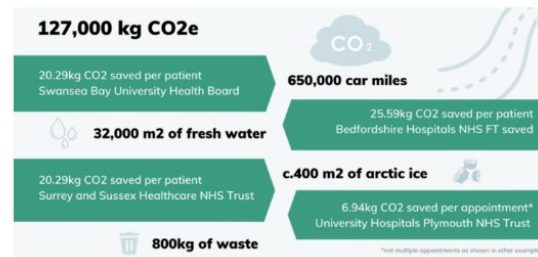 127,000 kg CO2e
CO2
20.29kg CO2 saved per patient
Swansea Bay University Health Board
650,000 car miles
25.59kg CO2 saved per patient
Bedfordshire Hospitals NHS FT saved
32,000 m2 of fresh water
20.29kg CO2 saved per patient
Surrey and Sussex Healthcare NHS Trust
c.400 m2 of arctic ice
6.94kg CO2 saved per appointment*
University Hospitals Plymouth NHS Trust
800kg of waste
*not multiple appointments as shown in other example